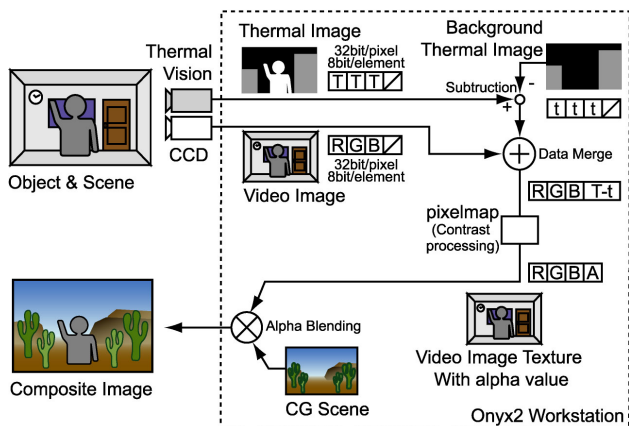 Thermal Image
Background
Thermal Image
Thermal
Vision
32bit/pixel
8bit/element
T T T
Subtruction
-
+
t t t
CCD
R G B
32bit/pixel
8bit/element
Video Image
Object & Scene
Data Merge
R G B T-t
pixelmap
(Contrast
processing)
R G B A
Alpha Blending
Video Image Texture
With alpha value
Composite Image
CG Scene
Onyx2 Workstation